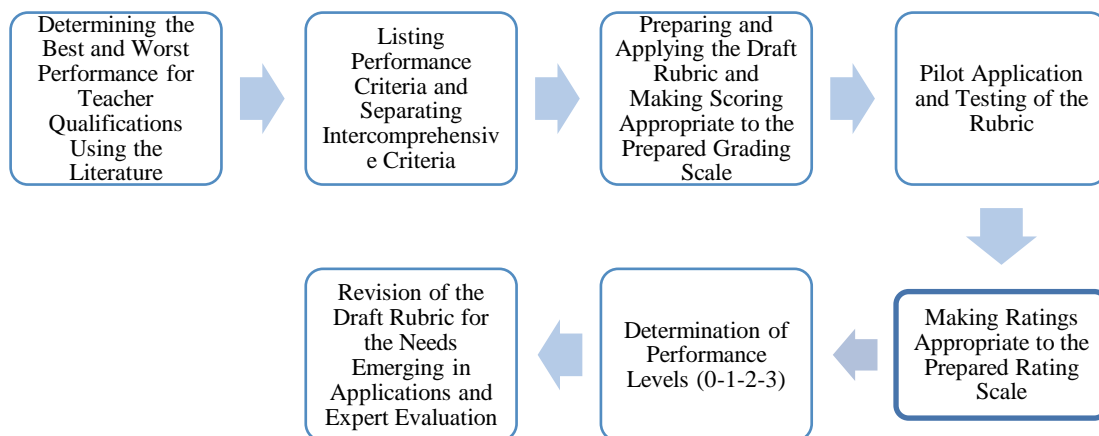 Determining the
Best and Worst
Performance for
Teacher
Qualifications
Using the
Literature
Listing
Performance
Criteria and
Separating
Intercomprehensiv
e Criteria
Preparing and
Applying the Draft
Rubric and
Making Scoring
Appropriate to the
Prepared Grading
Scale
Pilot Application
and Testing of the
Rubric
Making Ratings
Appropriate to the
Prepared Rating
Scale
Determination of
Performance
Levels (0-1-2-3)
Revision of the
Draft Rubric for
the Needs
Emerging in
Applications and
Expert Evaluation